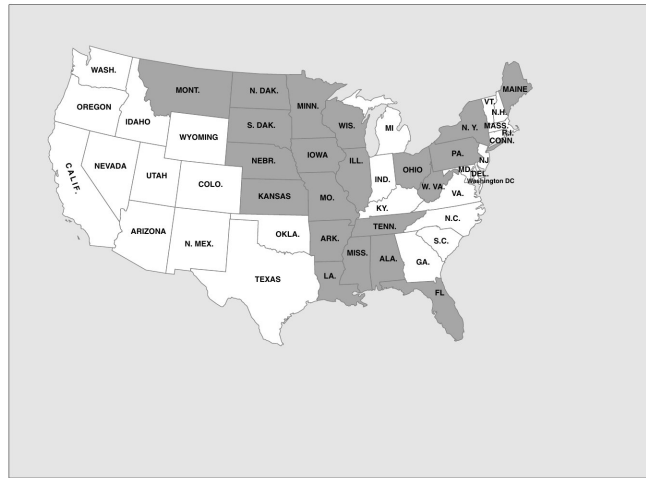 WASH.
MONT.
N. DAK.
MINN.
MAINE
OREGON
IDAHO
S. DAK.
WIS.
MI
VT.
N.H.
N. Y.
MASS.
R.I.
CONN.
WYOMING
NEBR.
IOWA
ILL.
IND.
OHIO
PA.
NJ
MD.
DEL.
Washington DC
NEVADA
UTAH
COLO.
CALIF.
KANSAS
MO.
KY.
W. VA.
VA.
ARIZONA
N. MEX.
OKLA.
ARK.
TENN.
N.C.
S.C.
TEXAS
LA.
MISS.
ALA.
GA.
FL